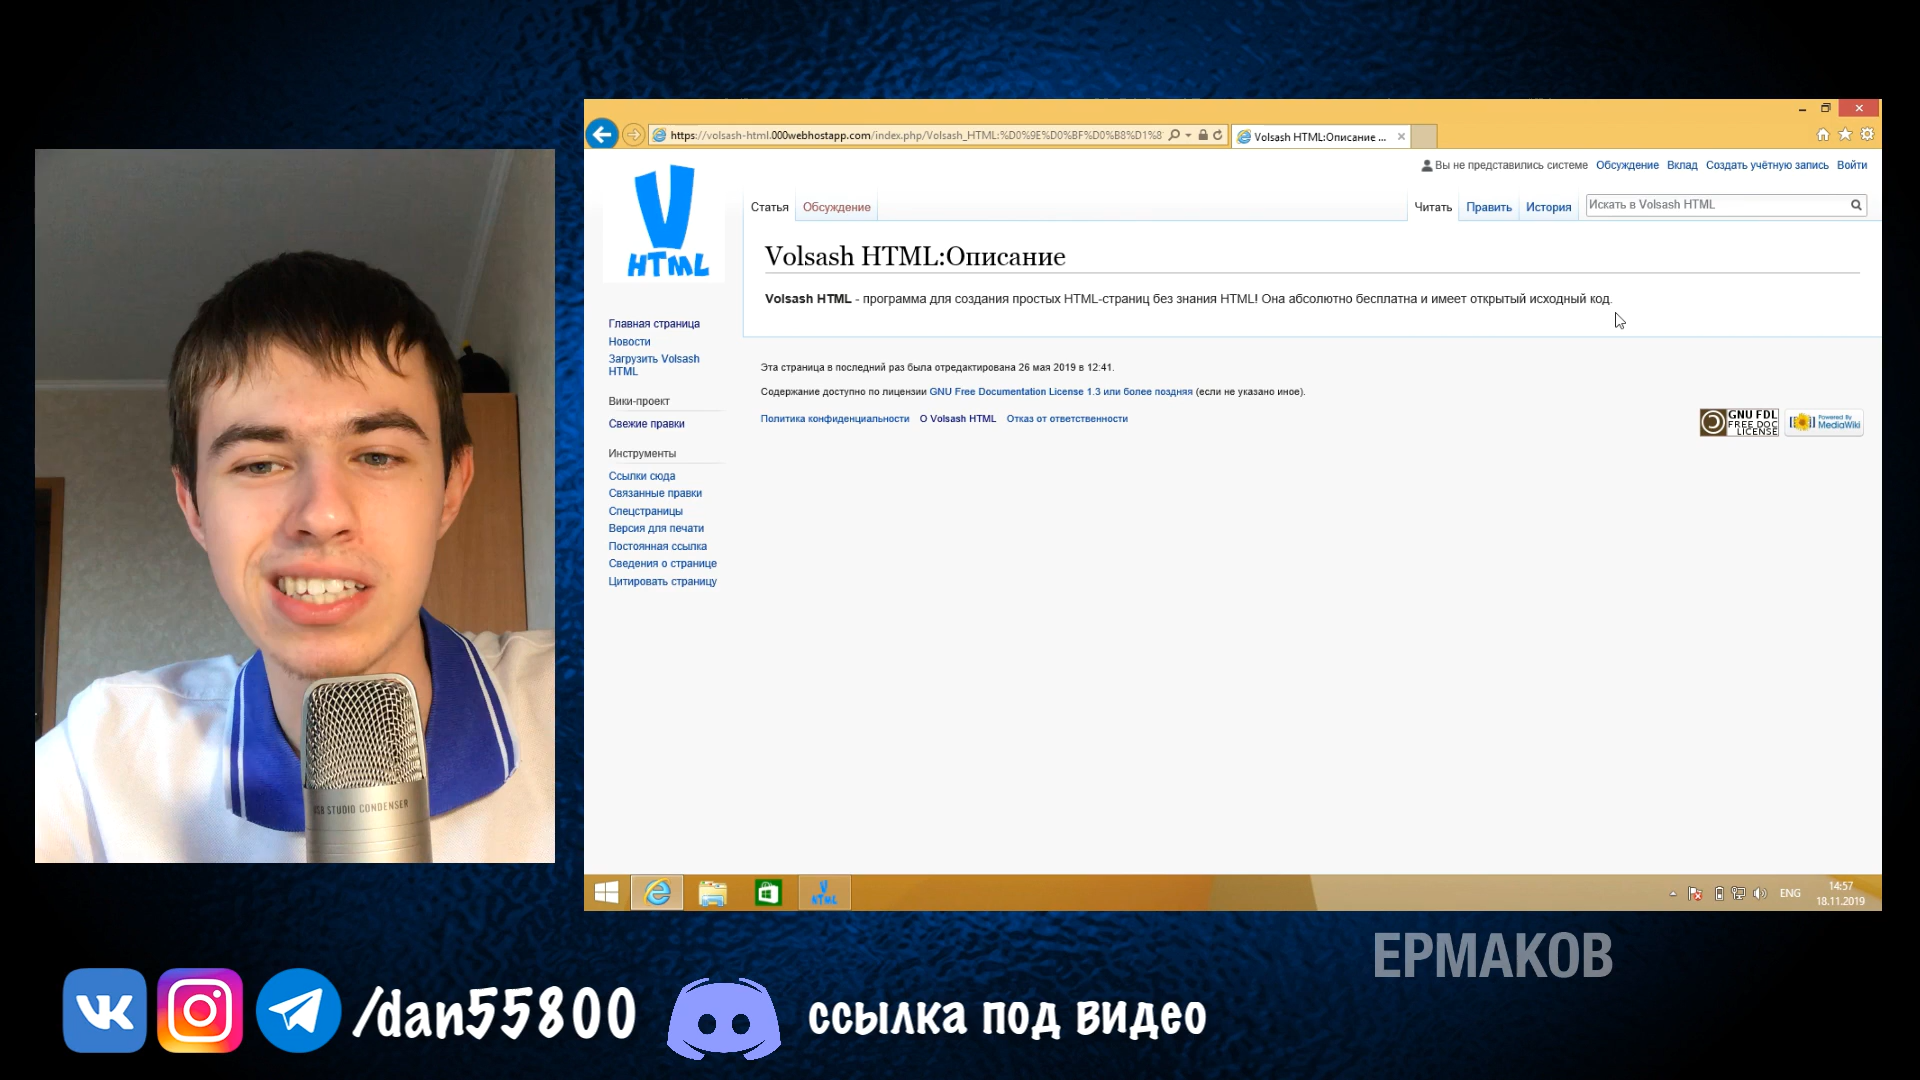 https://volsash-html.000webhostapp.com/index.php/Volsash_HTML:%D0%9E%D0%BF%D0%B8%D1%8
Volsash HTML:Описание ...
Вы не представились системе Обсуждение Вклад Создать учётную запись Войти
V
HTML
Статья Обсуждение Читать Править История Искать в Volsash HTML
Volsash HTML:Описание
Volsash HTML - программа для создания простых HTML-страниц без знания HTML! Она абсолютно бесплатна и имеет открытый исходный код.
Главная страница
Новости
Загрузить Volsash
HTML
Вики-проект
Свежие правки
Инструменты
Ссылки сюда
Связанные правки
Спецстраницы
Версия для печати
Постоянная ссылка
Сведения о странице
Цитировать страницу
Эта страница в последний раз была отредактирована 26 мая 2019 в 12:41.
Содержание доступно по лицензии GNU Free Documentation License 1.3 или более поздняя (если не указано иное).
Политика конфиденциальности О Volsash HTML Отказ от ответственности
GNU FDL
FREE DOC
LICENSE
Powered By
MediaWiki
USB STUDIO CONDENSER
V
HTML
ENG
14:57
18.11.2019
ЕРМАКОВ
/dan55800
ссылка под видео